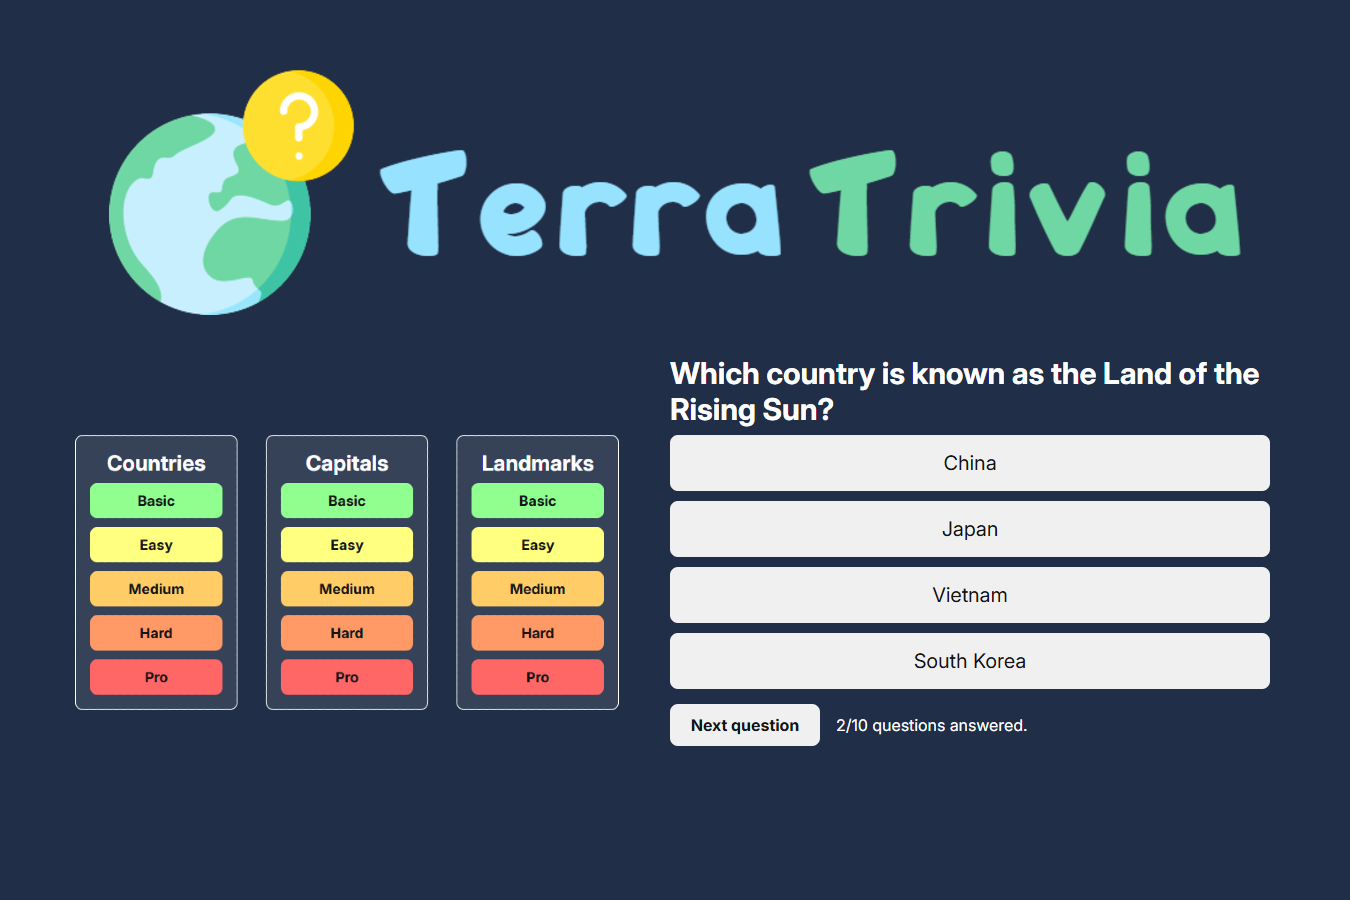 ?
Terra Trivia
Which country is known as the Land of the
Rising Sun?
Countries
Basic
Easy
Medium
Hard
Pro
Capitals
Basic
Easy
Medium
Hard
Pro
Landmarks
Basic
Easy
Medium
Hard
Pro
China
Japan
Vietnam
South Korea
Next question
2/10 questions answered.